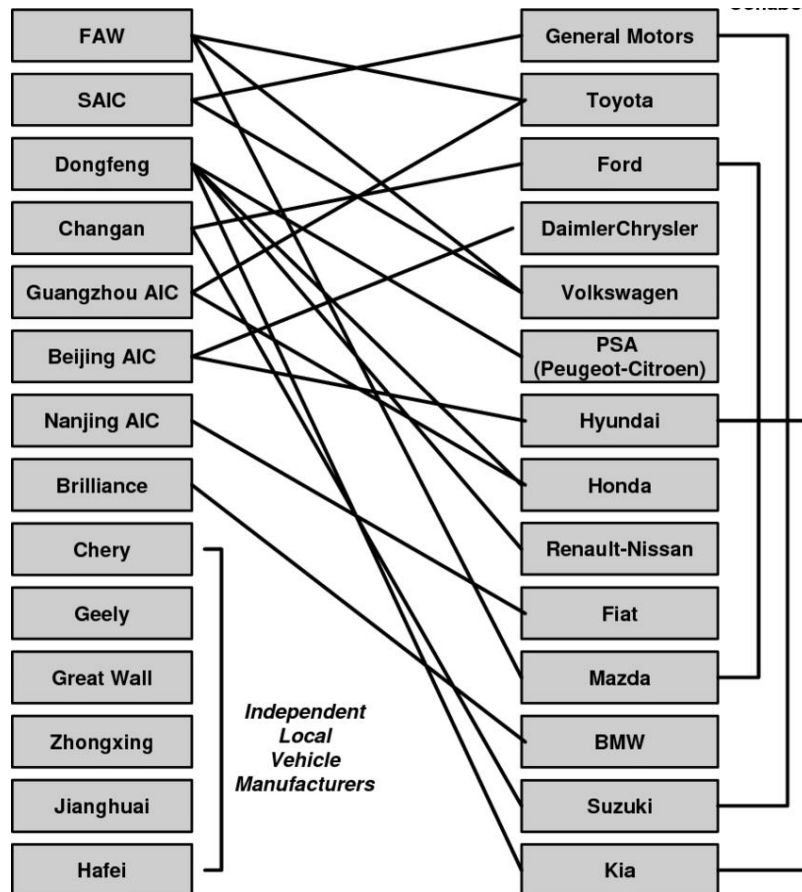 FAW
SAIC
Dongfeng
Changan
Guangzhou AIC
Beijing AIC
Nanjing AIC
Brilliance
Chery
Geely
Great Wall
Zhongxing
Jianghuai
Hafei
Independent
Local
Vehicle
Manufacturers
General Motors
Toyota
Ford
DaimlerChrysler
Volkswagen
PSA
(Peugeot-Citroen)
Hyundai
Honda
Renault-Nissan
Fiat
Mazda
BMW
Suzuki
Kia